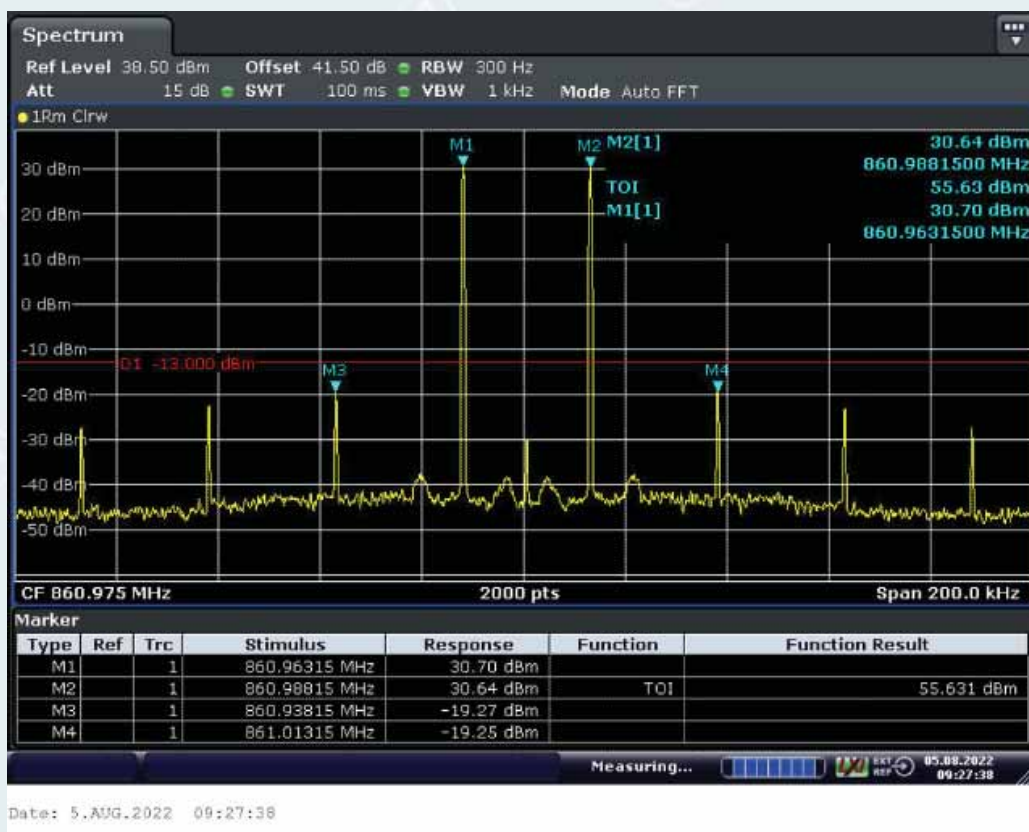 Spectrum
Ref Level 38.50 dBm Offset 41.50 dB RBW 300 Hz
Att 15 dB SWT 100 ms VBW 1 kHz Mode Auto FFT
1Rm Clrw
M1 M2 M2[1] 30.64 dBm
860.9881500 MHz
30 dBm
TOI 55.63 dBm
20 dBm M1[1] 30.70 dBm
860.9631500 MHz
10 dBm
0 dBm
-10 dBm
D1 -13.000 dBm
M3 M4
-20 dBm
-30 dBm
-40 dBm
-50 dBm
CF 860.975 MHz 2000 pts Span 200.0 kHz
Marker
Type Ref Trc Stimulus Response Function Function Result
M1 1 860.96315 MHz 30.70 dBm
M2 1 860.98815 MHz 30.64 dBm TOI 55.631 dBm
M3 1 860.93815 MHz -19.27 dBm
M4 1 861.01315 MHz -19.25 dBm
Measuring... LXI EXT REF 05.08.2022
09:27:38
Date: 5.AUG.2022 09:27:38